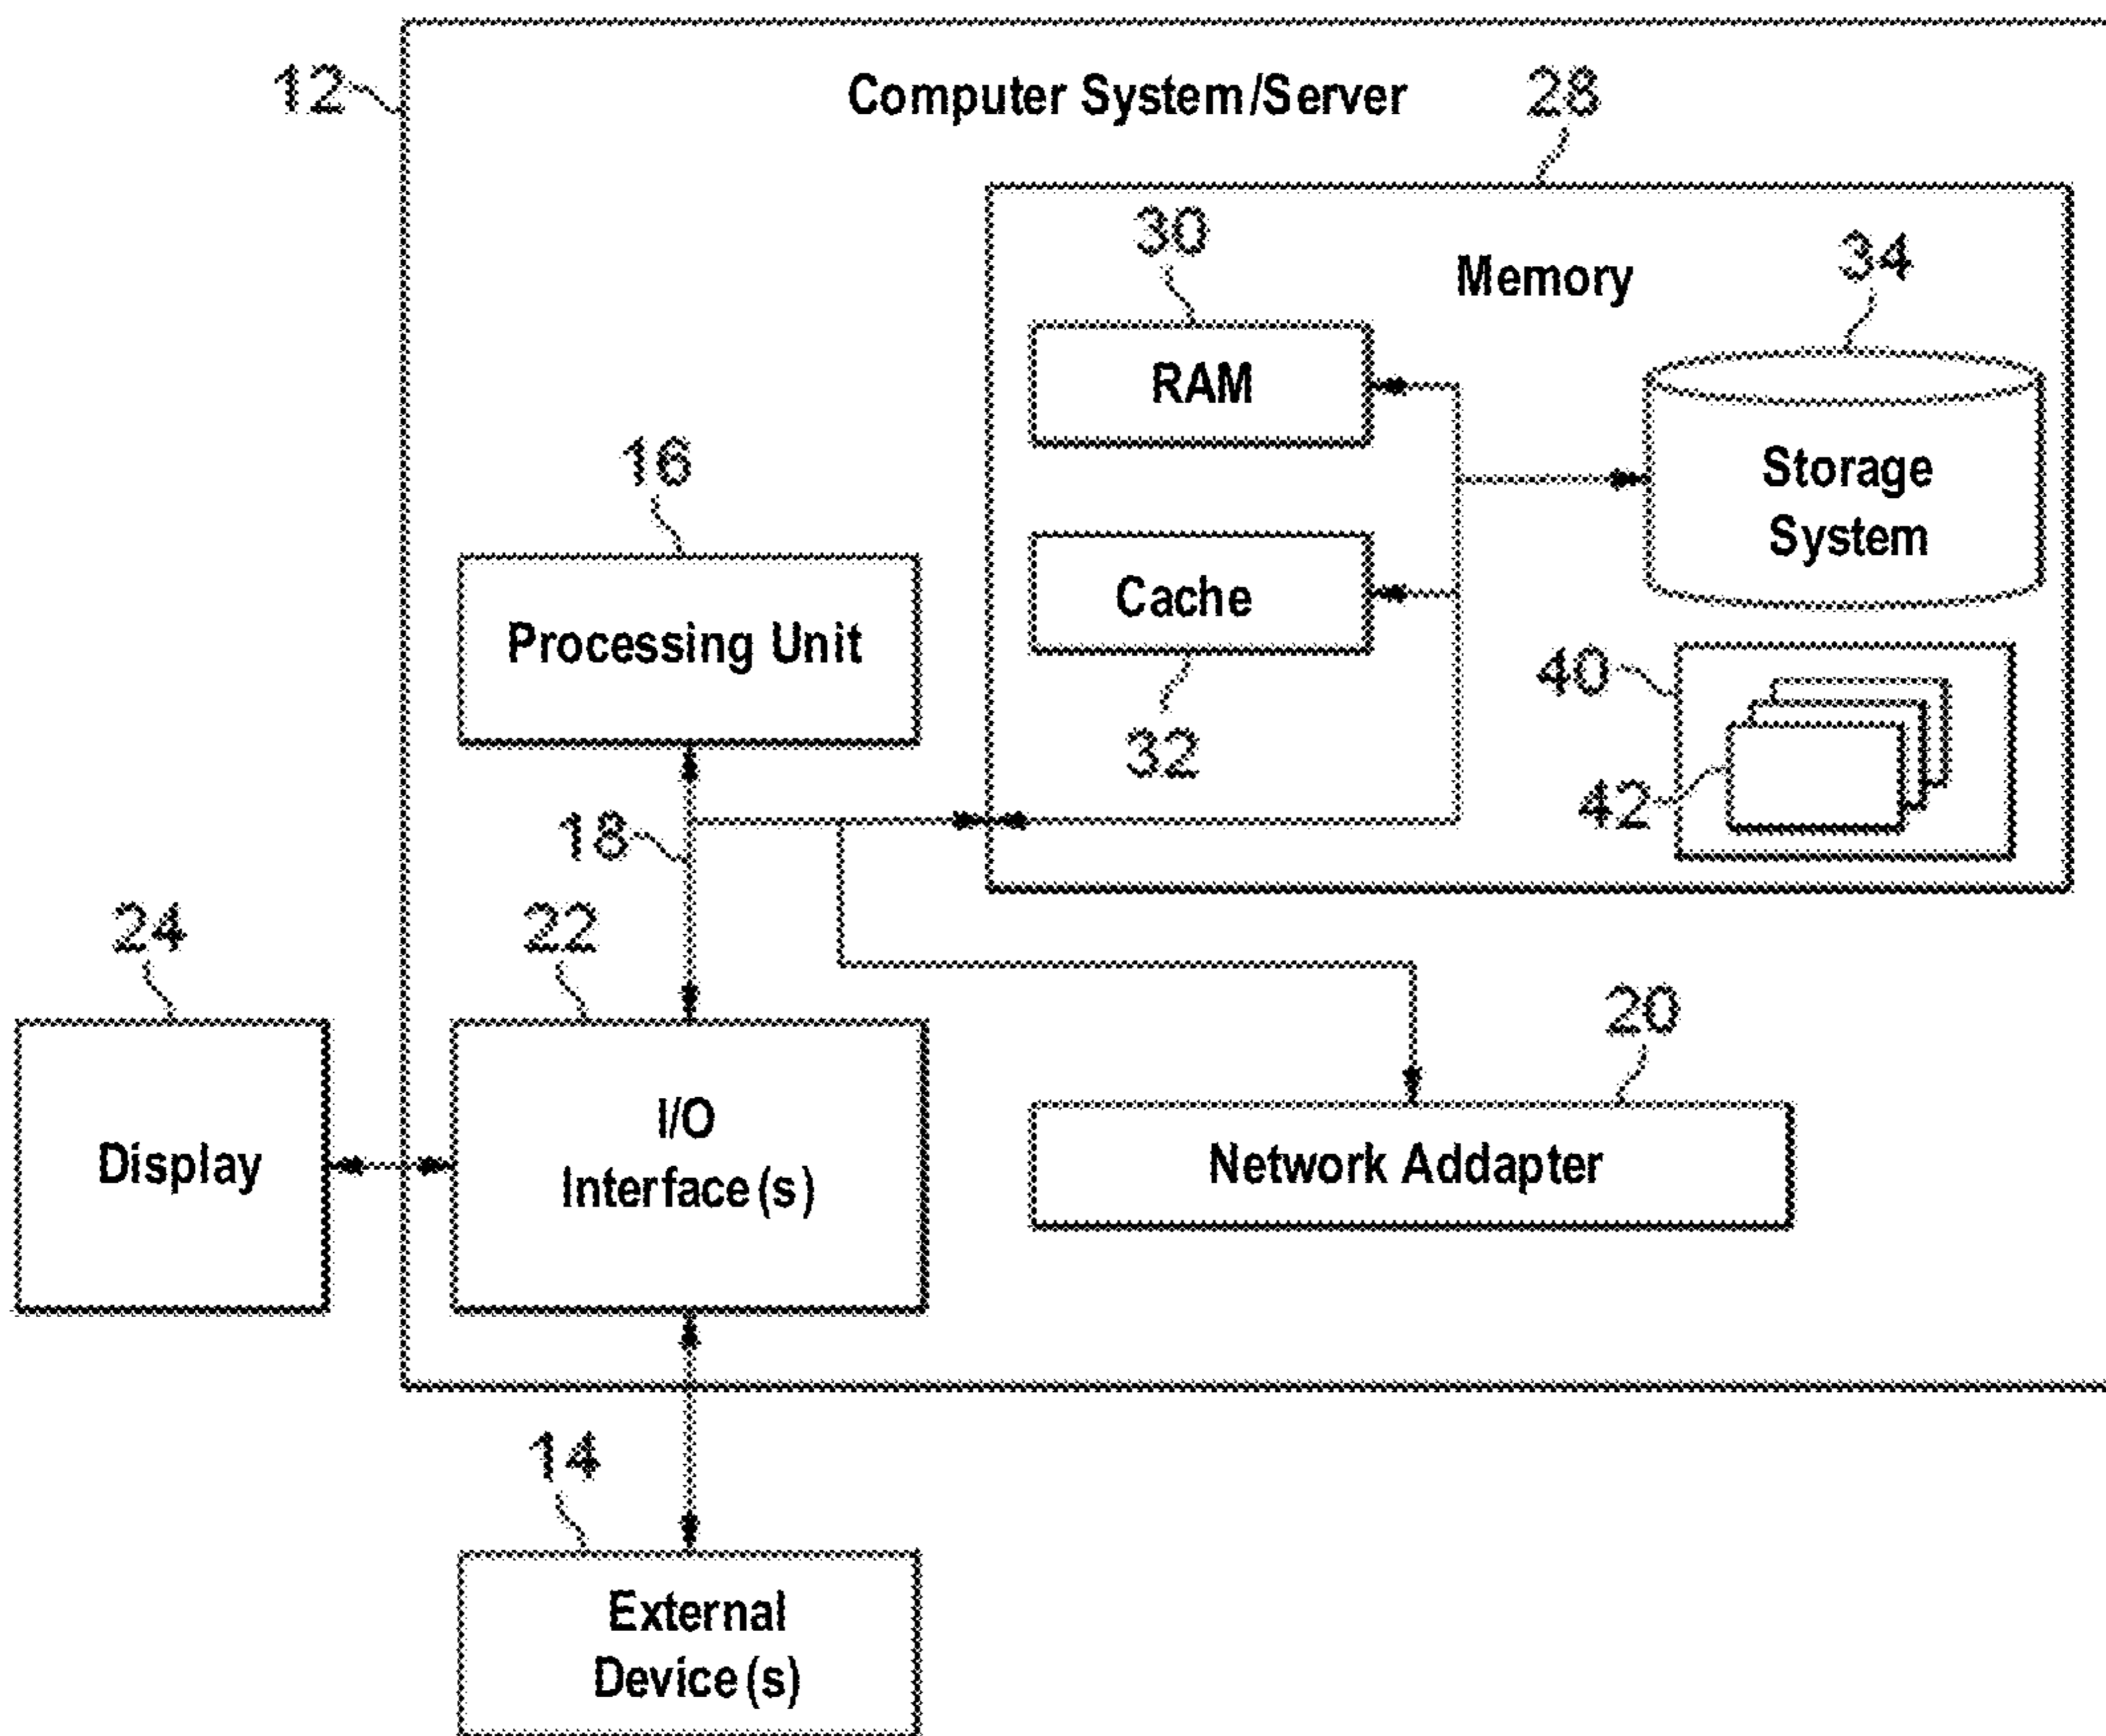 12
Computer System/Server
28
30
Memory
34
RAM
16
Storage
System
Cache
Processing Unit
40
32
42
18
24
22
20
I/O
Interface(s)
Display
Network Addapter
14
External
Device(s)